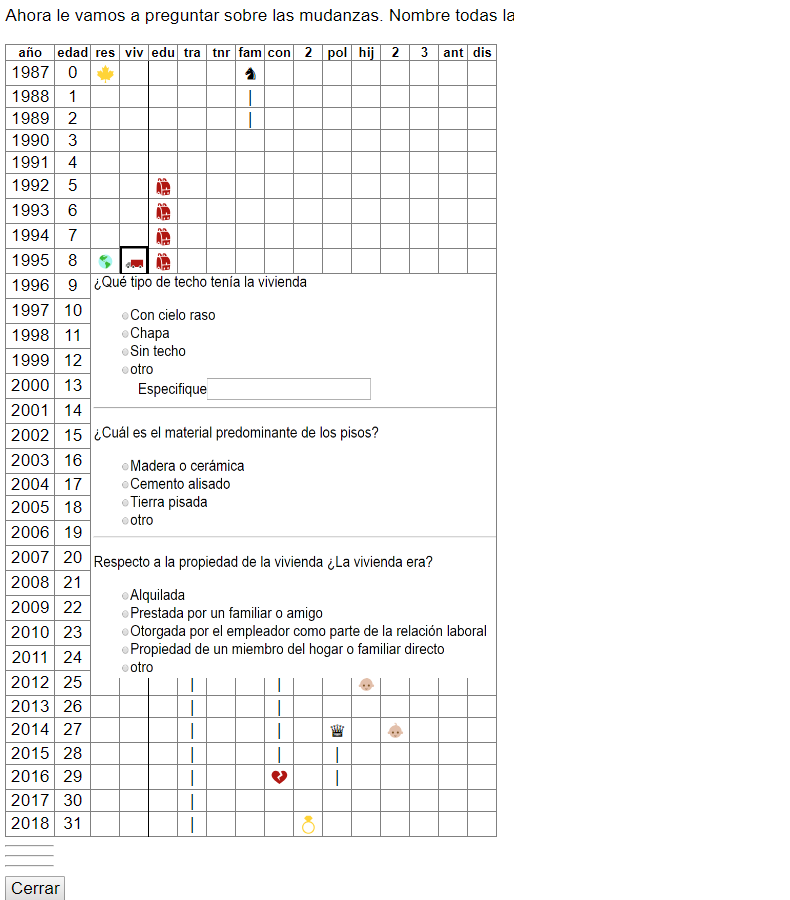 Ahora le vamos a preguntar sobre las mudanzas. Nombre todas la
año edad res viv edu tra tnr fam con 2 pol hij 2 3 ant dis
1987 0
1988 1
1989 2
1990 3
1991 4
1992 5
1993 6
1994 7
1995 8
1996 9 ¿Qué tipo de techo tenía la vivienda
1997 10 Con cielo raso
1998 11 Chapa
Sin techo
1999 12 otro
2000 13 Especifique
2001 14
2002 15 ¿Cuál es el material predominante de los pisos?
2003 16 Madera o cerámica
2004 17 Cemento alisado
2005 18 Tierra pisada
otro
2006 19
2007 20 Respecto a la propiedad de la vivienda ¿La vivienda era?
2008 21
Alquilada
2009 22 Prestada por un familiar o amigo
2010 23 Otorgada por el empleador como parte de la relación laboral
2011 24 Propiedad de un miembro del hogar o familiar directo
otro
2012 25
2013 26
2014 27
2015 28
2016 29
2017 30
2018 31
Cerrar